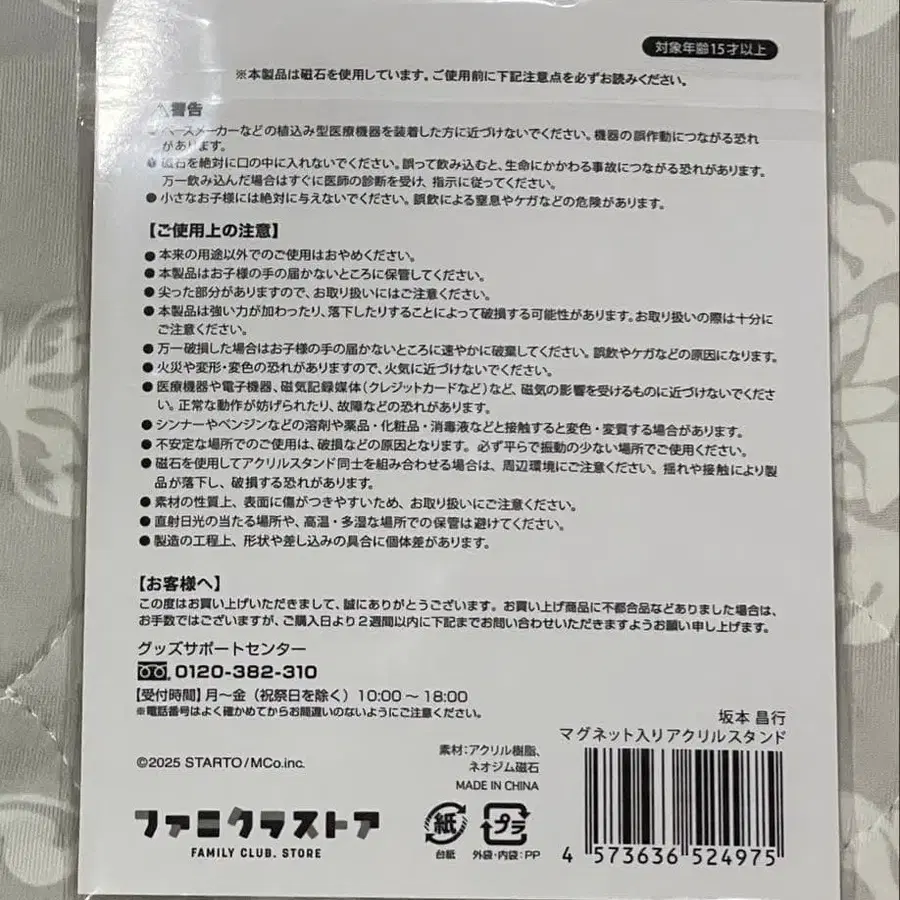 対象年齢15才以上
※本製品は磁石を使用しています。ご使用前に下記注意点を必ずお読みください。
⚠警告
● ペースメーカーなどの植込み型医療機器を装着した方に近づけないでください。機器の誤作動につながる恐れ
があります。
● 磁石を絶対に口の中に入れないでください。誤って飲み込むと、生命にかかわる事故につながる恐れがあります。
万一飲み込んだ場合はすぐに医師の診断を受け、指示に従ってください。
● 小さなお子様には絶対に与えないでください。誤飲による窒息やケガなどの危険があります。
【ご使用上の注意】
● 本来の用途以外でのご使用はおやめください。
● 本製品はお子様の手の届かないところに保管してください。
● 尖った部分がありますので、お取り扱いにはご注意ください。
● 本製品は強い力が加わったり、落下したりすることによって破損する可能性があります。お取り扱いの際は十分に
ご注意ください。
● 万一破損した場合はお子様の手の届かないところに速やかに破棄してください。誤飲やケガなどの原因になります。
● 火災や変形・変色の恐れがありますので、火気に近づけないでください。
● 医療機器や電子機器、磁気記録媒体(クレジットカードなど)など、磁気の影響を受けるものに近づけないでくださ
い。正常な動作が妨げられたり、故障などの恐れがあります。
● シンナーやベンジンなどの溶剤や薬品・化粧品・消毒液などと接触すると変色・変質する場合があります。
● 不安定な場所でのご使用は、破損などの原因となります。必ず平らで振動の少ない場所でご使用ください。
● 磁石を使用してアクリルスタンド同士を組み合わせる場合は、周辺環境にご注意ください。揺れや接触により製
品が落下し、破損する恐れがあります。
● 素材の性質上、表面に傷がつきやすいため、お取り扱いにご注意ください。
● 直射日光の当たる場所や、高温・多湿な場所での保管は避けてください。
● 製造の工程上、形状や差し込みの具合に個体差があります。
【お客様へ】
この度はお買い上げいただきまして、誠にありがとうございます。お買い上げ商品に不都合品などありました場合は、
お手数ではございますが、ご購入日より2週間以内に下記までお問い合わせいただきますようお願い申し上げます。
グッズサポートセンター
0120-382-310
【受付時間】月〜金(祝祭日を除く)10:00〜18:00
※電話番号はよく確かめてからお間違いのないようにご注意ください。
坂本 昌行
マグネット入りアクリルスタンド
素材:アクリル樹脂、
ネオジム磁石
MADE IN CHINA
©2025 STARTO/MCo.inc.
ファミクラストア
FAMILY CLUB. STORE
紙
台紙
プラ
外袋・内袋:PP
4 573636 524975